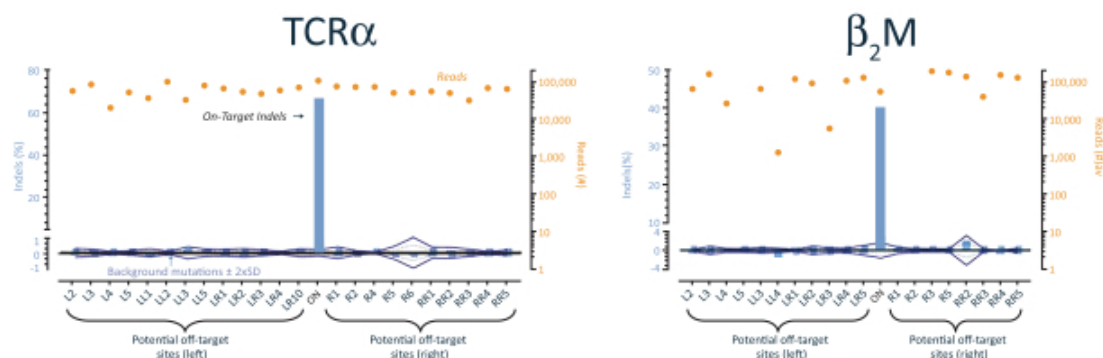 TCRα
80
60
40
20
1
0
-1
Indels (%)
Reads
On-Target Indels →
Background mutations ± 2xSD
100,000
10,000
1,000
100
10
1
Reads (#)
L2 L3 L4 L5 LL1 LL2 LL3 LL5 LR1 LR2 LR3 LR4 LR10 ON R1 R2 R4 R5 R6 RR1 RR2 RR3 RR4 RR5
Potential off-target
sites (left)
Potential off-target
sites (right)
β₂M
50
40
30
20
10
4
0
-4
Indels(%)
100,000
10,000
1,000
100
10
1
Reads
L2 L3 L4 L5 LL3 LL4 LR1 LR2 LR3 LR4 LR5 ON R1 R2 R3 R5 RR2 RR3 RR4 RR5
Potential off-target
sites (left)
Potential off-target
sites (right)